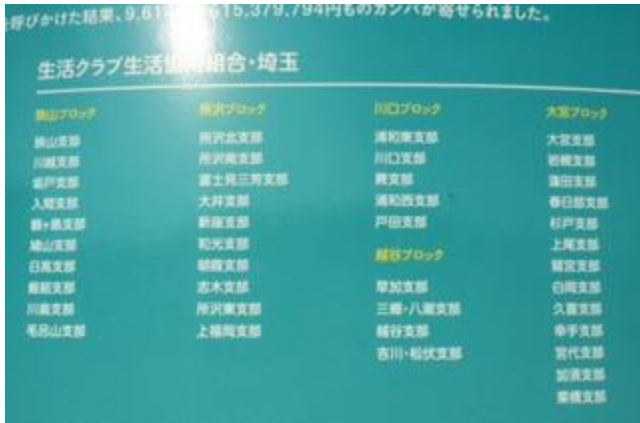 呼びかけた結果、9,61 615,379,794円ものカンパが寄せられました。
生活クラブ生活協 組合・埼玉
狭山ブロック
狭山支部
川越支部
坂戸支部
入間支部
鶴ヶ島支部
鳩山支部
日高支部
飯能支部
川島支部
毛呂山支部
所沢ブロック
所沢北支部
所沢南支部
富士見三芳支部
大井支部
新座支部
和光支部
朝霞支部
志木支部
所沢東支部
上福岡支部
川口ブロック
浦和東支部
川口支部
蕨支部
浦和西支部
戸田支部
越谷ブロック
草加支部
三郷・八潮支部
越谷支部
吉川・松伏支部
大宮ブロック
大宮支部
岩槻支部
蓮田支部
春日部支部
杉戸支部
上尾支部
鷲宮支部
白岡支部
久喜支部
幸手支部
宮代支部
加須支部
栗橋支部